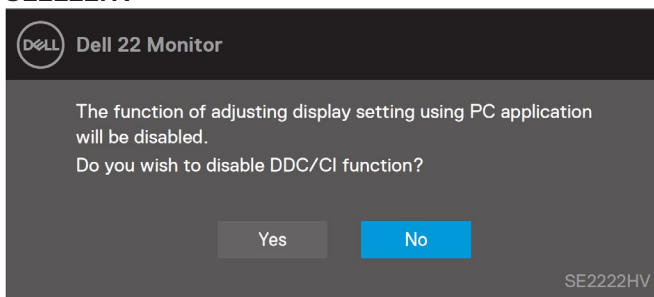 DELL Dell 22 Monitor
The function of adjusting display setting using PC application
will be disabled.
Do you wish to disable DDC/CI function?
Yes No
SE2222HV